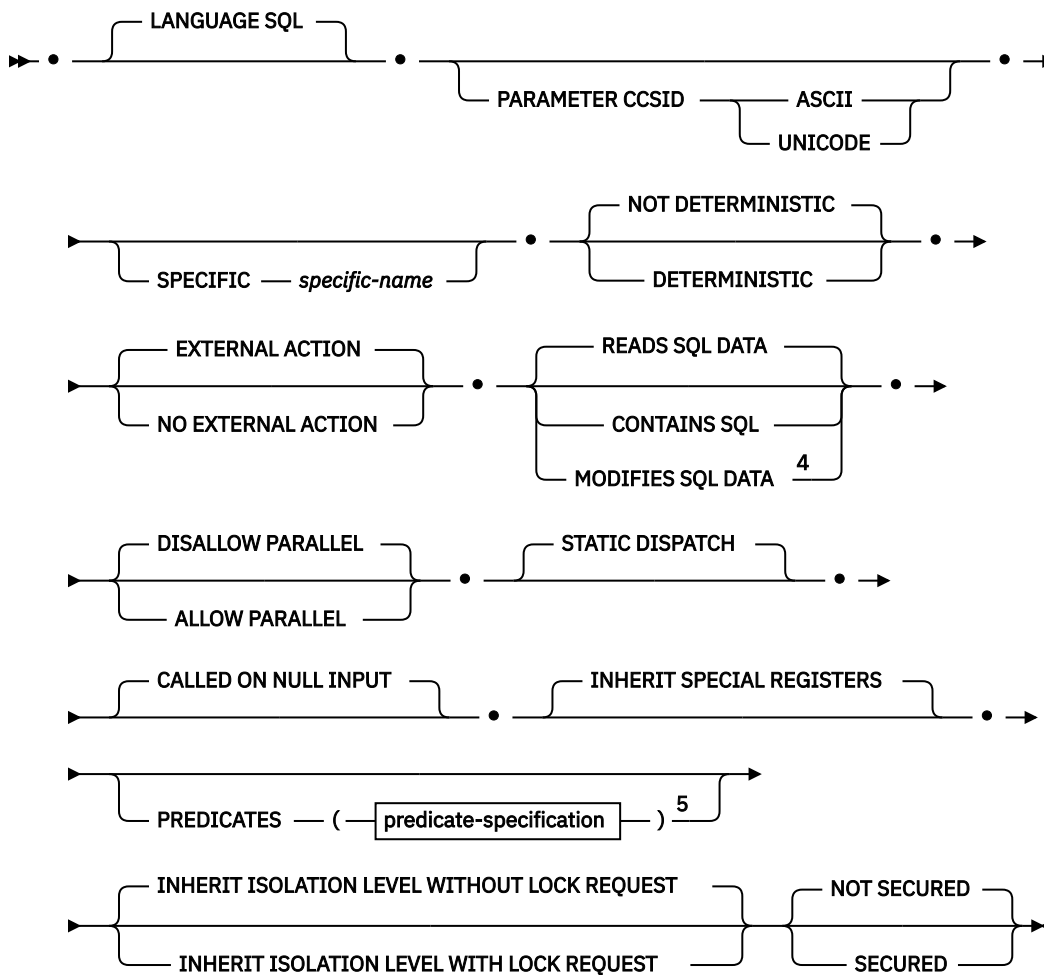 LANGUAGE SQL
PARAMETER CCSID ASCII
UNICODE
NOT DETERMINISTIC
SPECIFIC specific-name DETERMINISTIC
EXTERNAL ACTION READS SQL DATA
NO EXTERNAL ACTION CONTAINS SQL
MODIFIES SQL DATA 4
DISALLOW PARALLEL STATIC DISPATCH
ALLOW PARALLEL
CALLED ON NULL INPUT INHERIT SPECIAL REGISTERS
PREDICATES ( predicate-specification ) 5
INHERIT ISOLATION LEVEL WITHOUT LOCK REQUEST NOT SECURED
INHERIT ISOLATION LEVEL WITH LOCK REQUEST SECURED